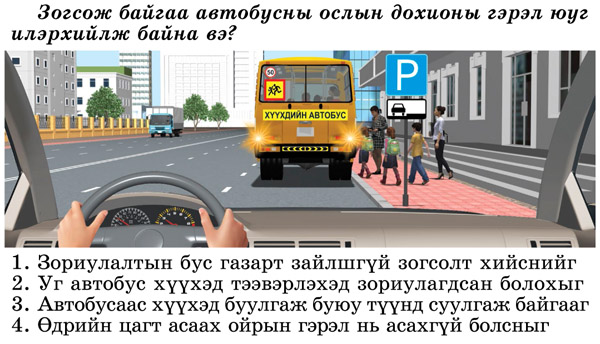 Зогсож байгаа автобусны ослын дохионы гэрэл юуг
илэрхийлж байна вэ?
50
ХҮҮХДИЙН АВТОБУС
P
1. Зориулалтын бус газарт зайлшгүй зогсолт хийснийг
2. Уг автобус хүүхэд тээвэрлэхэд зориулагдсан болохыг
3. Автобусаас хүүхэд буулгаж буюу түүнд суулгаж байгааг
4. Өдрийн цагт асаах ойрын гэрэл нь асахгүй болсныг